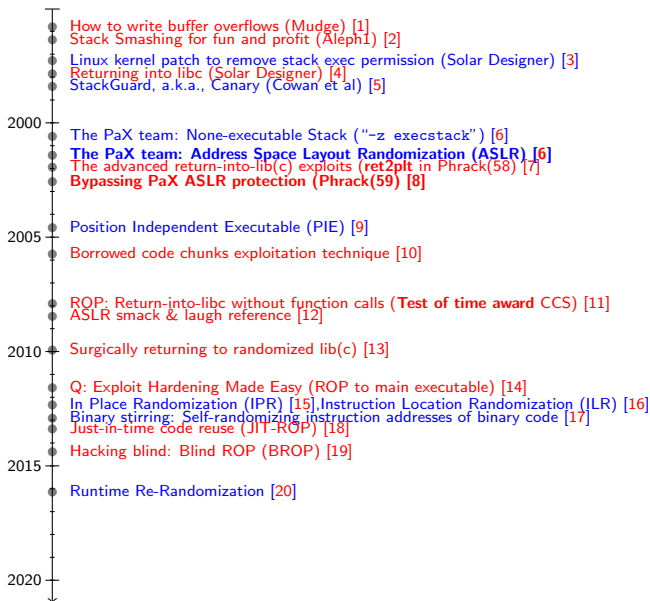 How to write buffer overflows (Mudge) [1]
Stack Smashing for fun and profit (Aleph1) [2]
Linux kernel patch to remove stack exec permission (Solar Designer) [3]
Returning into libc (Solar Designer) [4]
StackGuard, a.k.a., Canary (Cowan et al) [5]
2000
The PaX team: None-executable Stack (“-z execstack”) [6]
The PaX team: Address Space Layout Randomization (ASLR) [6]
The advanced return-into-lib(c) exploits (ret2plt in Phrack(58) [7]
Bypassing PaX ASLR protection (Phrack(59) [8]
Position Independent Executable (PIE) [9]
2005
Borrowed code chunks exploitation technique [10]
ROP: Return-into-libc without function calls (Test of time award CCS) [11]
ASLR smack & laugh reference [12]
Surgically returning to randomized lib(c) [13]
2010
Q: Exploit Hardening Made Easy (ROP to main executable) [14]
In Place Randomization (IPR) [15],Instruction Location Randomization (ILR) [16]
Binary stirring: Self-randomizing instruction addresses of binary code [17]
Just-in-time code reuse (JIT-ROP) [18]
Hacking blind: Blind ROP (BROP) [19]
2015
Runtime Re-Randomization [20]
2020